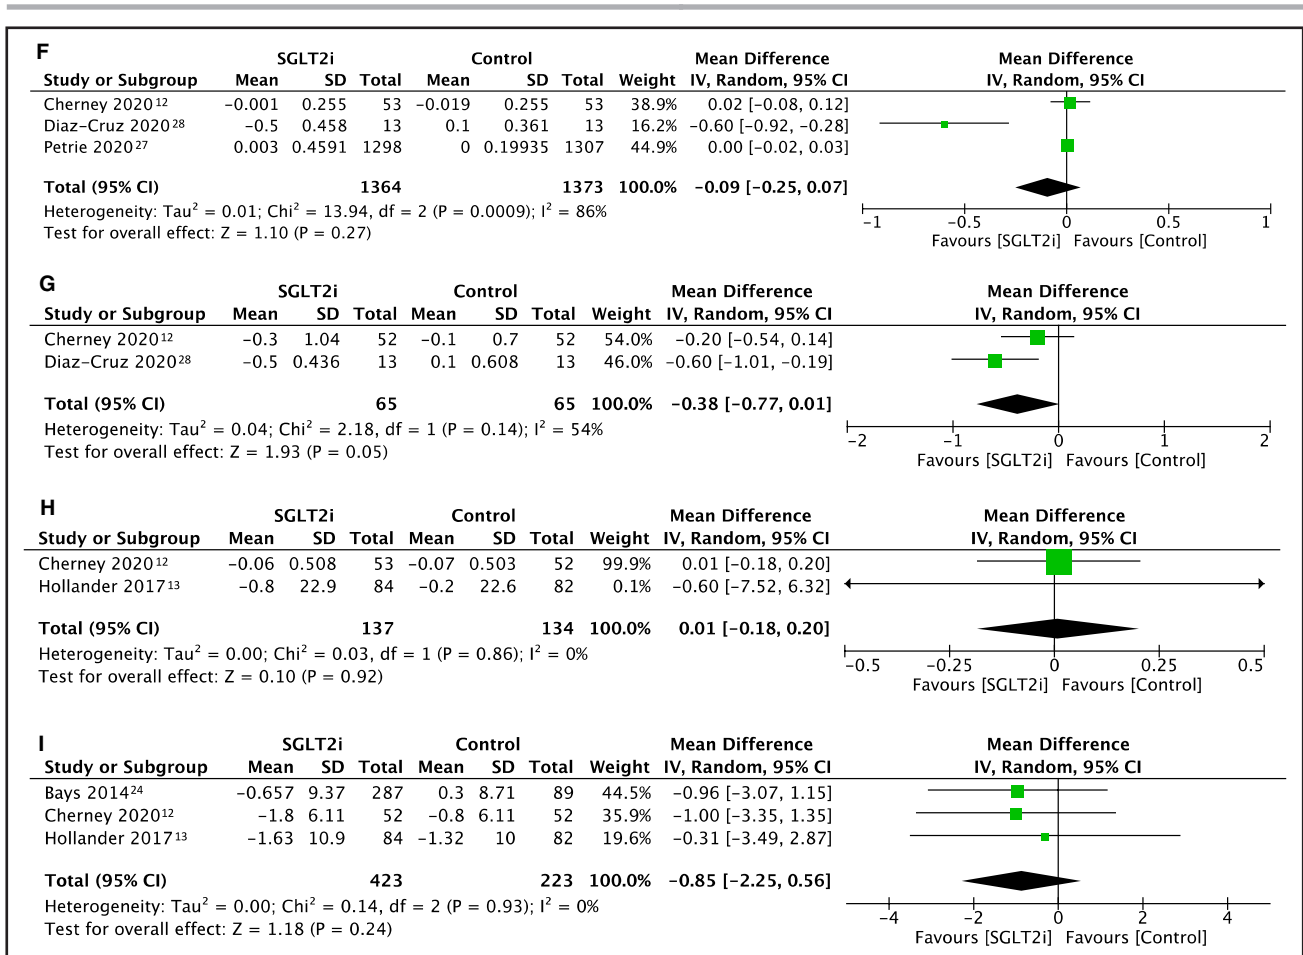 F
SGLT2i Control Mean Difference Mean Difference
Study or Subgroup Mean SD Total Mean SD Total Weight IV, Random, 95% CI IV, Random, 95% CI
Cherney 2020¹² −0.001 0.255 53 −0.019 0.255 53 38.9% 0.02 [−0.08, 0.12]
Diaz-Cruz 2020²⁸ −0.5 0.458 13 0.1 0.361 13 16.2% −0.60 [−0.92, −0.28]
Petrie 2020²⁷ 0.003 0.4591 1298 0 0.19935 1307 44.9% 0.00 [−0.02, 0.03]
Total (95% CI) 1364 1373 100.0% −0.09 [−0.25, 0.07]
Heterogeneity: Tau² = 0.01; Chi² = 13.94, df = 2 (P = 0.0009); I² = 86%
Test for overall effect: Z = 1.10 (P = 0.27)
−1 −0.5 0 0.5 1
Favours [SGLT2i] Favours [Control]
G
SGLT2i Control Mean Difference Mean Difference
Study or Subgroup Mean SD Total Mean SD Total Weight IV, Random, 95% CI IV, Random, 95% CI
Cherney 2020¹² −0.3 1.04 52 −0.1 0.7 52 54.0% −0.20 [−0.54, 0.14]
Diaz-Cruz 2020²⁸ −0.5 0.436 13 0.1 0.608 13 46.0% −0.60 [−1.01, −0.19]
Total (95% CI) 65 65 100.0% −0.38 [−0.77, 0.01]
Heterogeneity: Tau² = 0.04; Chi² = 2.18, df = 1 (P = 0.14); I² = 54%
Test for overall effect: Z = 1.93 (P = 0.05)
−2 −1 0 1 2
Favours [SGLT2i] Favours [Control]
H
SGLT2i Control Mean Difference Mean Difference
Study or Subgroup Mean SD Total Mean SD Total Weight IV, Random, 95% CI IV, Random, 95% CI
Cherney 2020¹² −0.06 0.508 53 −0.07 0.503 52 99.9% 0.01 [−0.18, 0.20]
Hollander 2017¹³ −0.8 22.9 84 −0.2 22.6 82 0.1% −0.60 [−7.52, 6.32]
Total (95% CI) 137 134 100.0% 0.01 [−0.18, 0.20]
Heterogeneity: Tau² = 0.00; Chi² = 0.03, df = 1 (P = 0.86); I² = 0%
Test for overall effect: Z = 0.10 (P = 0.92)
−0.5 −0.25 0 0.25 0.5
Favours [SGLT2i] Favours [Control]
I
SGLT2i Control Mean Difference Mean Difference
Study or Subgroup Mean SD Total Mean SD Total Weight IV, Random, 95% CI IV, Random, 95% CI
Bays 2014²⁴ −0.657 9.37 287 0.3 8.71 89 44.5% −0.96 [−3.07, 1.15]
Cherney 2020¹² −1.8 6.11 52 −0.8 6.11 52 35.9% −1.00 [−3.35, 1.35]
Hollander 2017¹³ −1.63 10.9 84 −1.32 10 82 19.6% −0.31 [−3.49, 2.87]
Total (95% CI) 423 223 100.0% −0.85 [−2.25, 0.56]
Heterogeneity: Tau² = 0.00; Chi² = 0.14, df = 2 (P = 0.93); I² = 0%
Test for overall effect: Z = 1.18 (P = 0.24)
−4 −2 0 2 4
Favours [SGLT2i] Favours [Control]